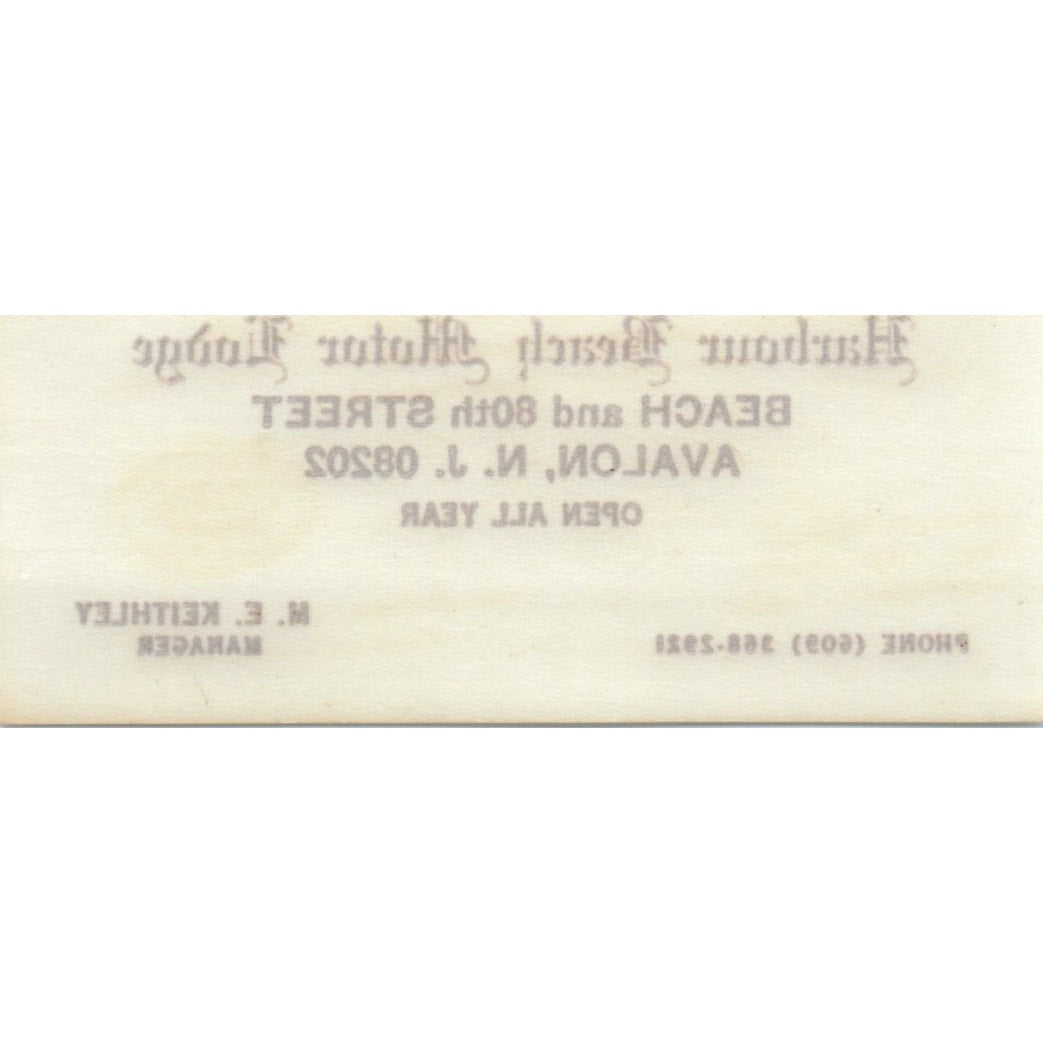 Harbour Beach Motor Lodge
BEACH and 80th STREET
AVALON, N. J. 08202
OPEN ALL YEAR
PHONE (609) 368-2921
M. E. KEITHLEY
MANAGER